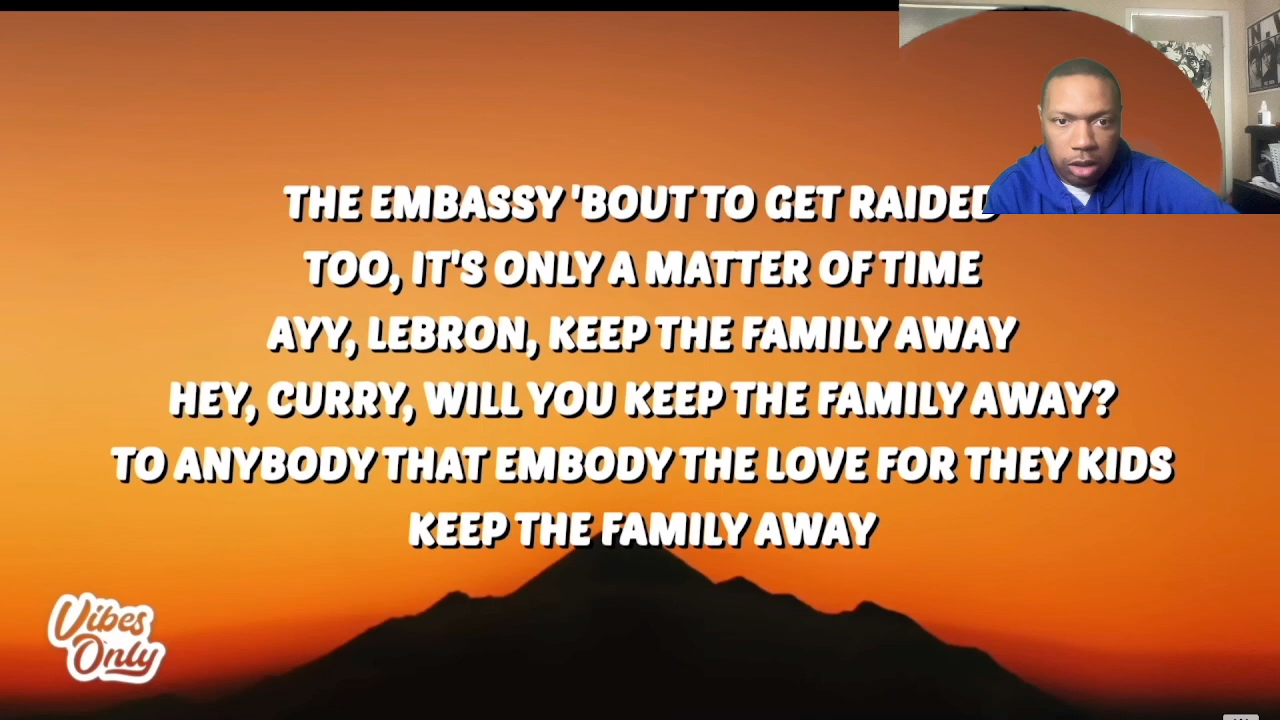 THE EMBASSY 'BOUT TO GET RAIDED
TOO, IT'S ONLY A MATTER OF TIME
AYY, LEBRON, KEEP THE FAMILY AWAY
HEY, CURRY, WILL YOU KEEP THE FAMILY AWAY?
TO ANYBODY THAT EMBODY THE LOVE FOR THEY KIDS
KEEP THE FAMILY AWAY
Vibes
Only